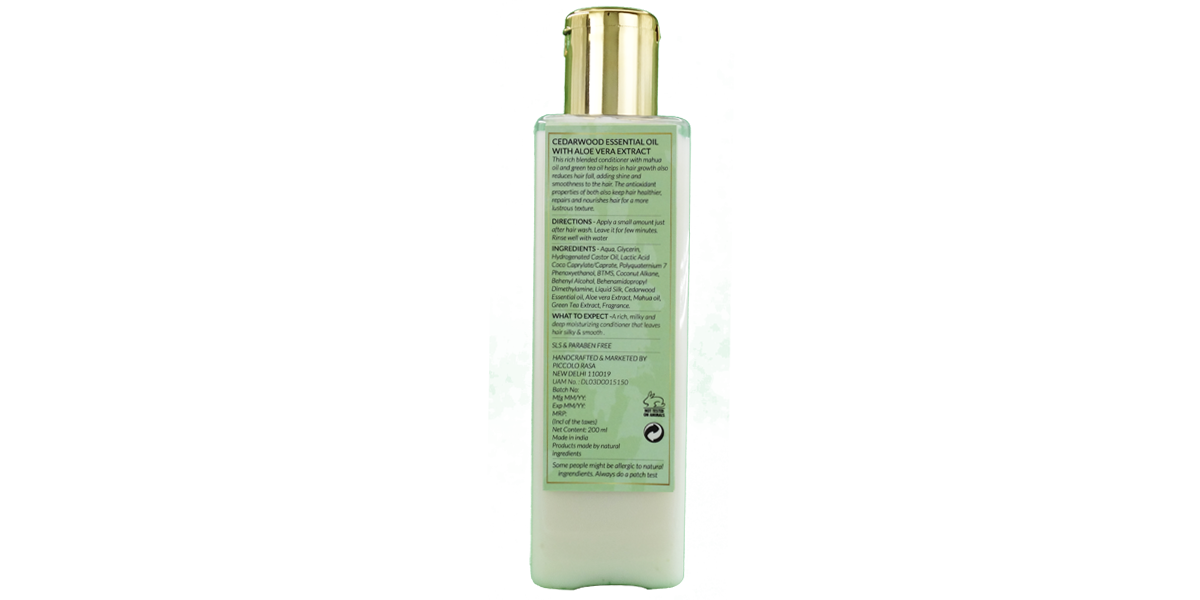 CEDARWOOD ESSENTIAL OIL
WITH ALOE VERA EXTRACT
This rich blended conditioner with mahua
oil and green tea oil helps in hair growth also
reduces hair fall, adding shine and
smoothness to the hair. The antioxidant
properties of both also keep hair healthier,
repairs and nourishes hair for a more
lustrous texture.
DIRECTIONS - Apply a small amount just
after hair wash. Leave it for few minutes.
Rinse well with water
INGREDIENTS - Aqua, Glycerin,
Hydrogenated Castor Oil, Lactic Acid
Coco Caprylate/Caprate, Polyquaternium 7
Phenoxyethanol, BTMS, Coconut Alkane,
Behenyl Alcohol, Behenamidopropyl
Dimethylamine, Liquid Silk, Cedarwood
Essential oil, Aloe vera Extract, Mahua oil,
Green Tea Extract, Fragrance.
WHAT TO EXPECT -A rich, milky and
deep moisturizing conditioner that leaves
hair silky & smooth.
SLS & PARABEN FREE
HANDCRAFTED & MARKETED BY
PICCOLO RASA
NEW DELHI 110019
UAM No.: DL03D0015150
Batch No:
Mfg MM/YY:
Exp MM/YY:
MRP:
(Incl of the taxes)
Net Content: 200 ml
Made in india
Products made by natural
ingredients
NOT TESTED
ON ANIMALS
Some people might be allergic to natural
ingrendients. Always do a patch test